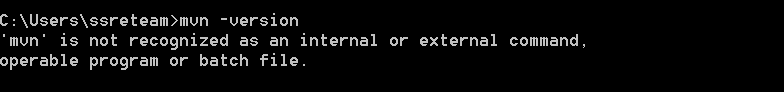 C:\Users\ssreteam>mvn -version
'mvn' is not recognized as an internal or external command,
operable program or batch file.